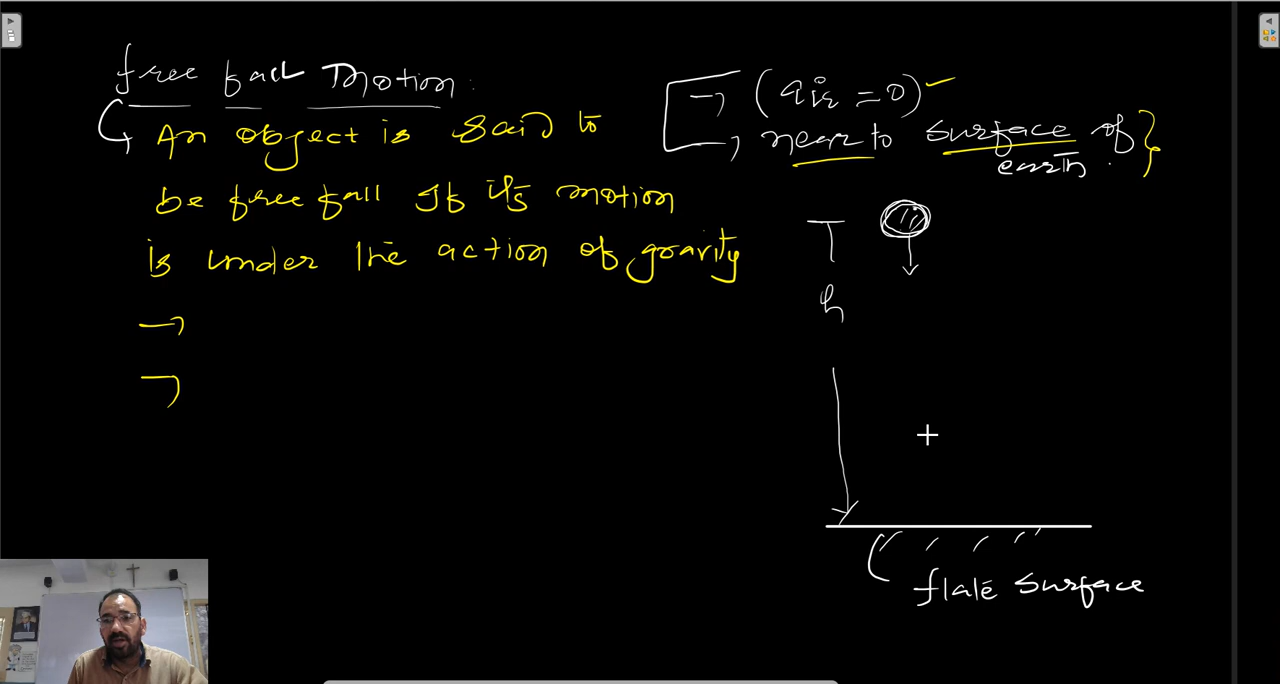 free fall Motion:
An object is said to
be free fall If its motion
is under the action of gravity
(air = 0)
near to surface of
earth.
h
flate surface